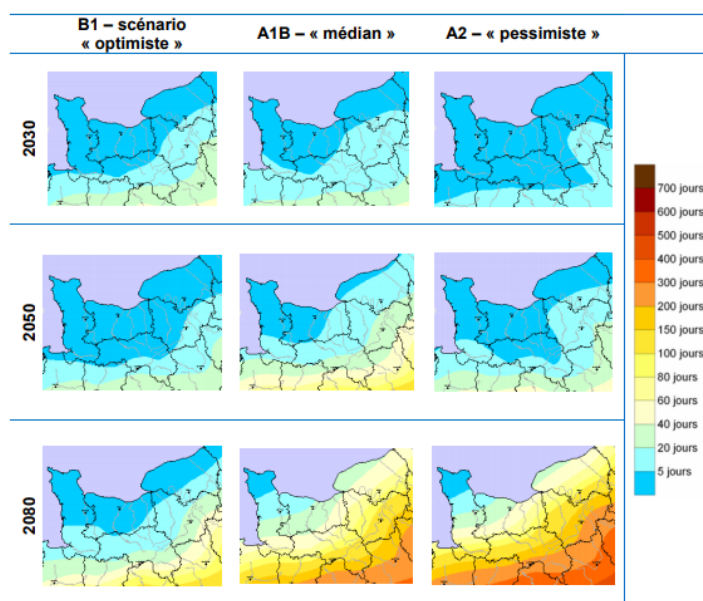 B1 – scénario
« optimiste »
A1B – « médian »
A2 – « pessimiste »
2030
2050
2080
700 jours
600 jours
500 jours
400 jours
300 jours
200 jours
150 jours
100 jours
80 jours
60 jours
40 jours
20 jours
5 jours